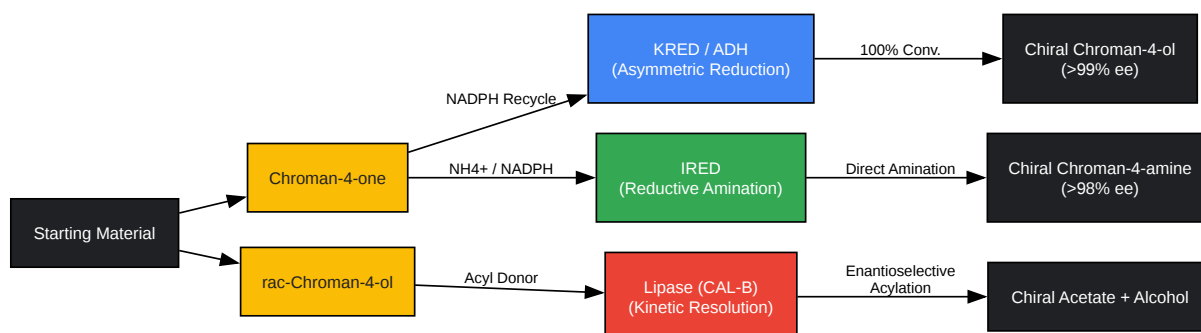 KRED / ADH
(Asymmetric Reduction)
100% Conv.
Chiral Chroman-4-ol
(>99% ee)
NADPH Recycle
Chroman-4-one
NH4+ / NADPH
IRED
(Reductive Amination)
Direct Amination
Chiral Chroman-4-amine
(>98% ee)
Starting Material
rac-Chroman-4-ol
Acyl Donor
Lipase (CAL-B)
(Kinetic Resolution)
Enantioselective
Acylation
Chiral Acetate + Alcohol